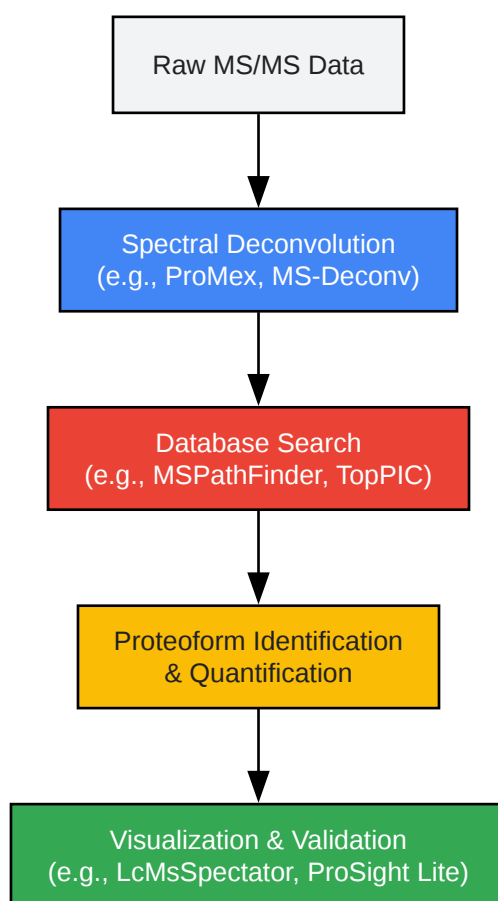 Raw MS/MS Data
Spectral Deconvolution
(e.g., ProMex, MS-Deconv)
Database Search
(e.g., MSPathFinder, TopPIC)
Proteoform Identification
& Quantification
Visualization & Validation
(e.g., LcMsSpectator, ProSight Lite)